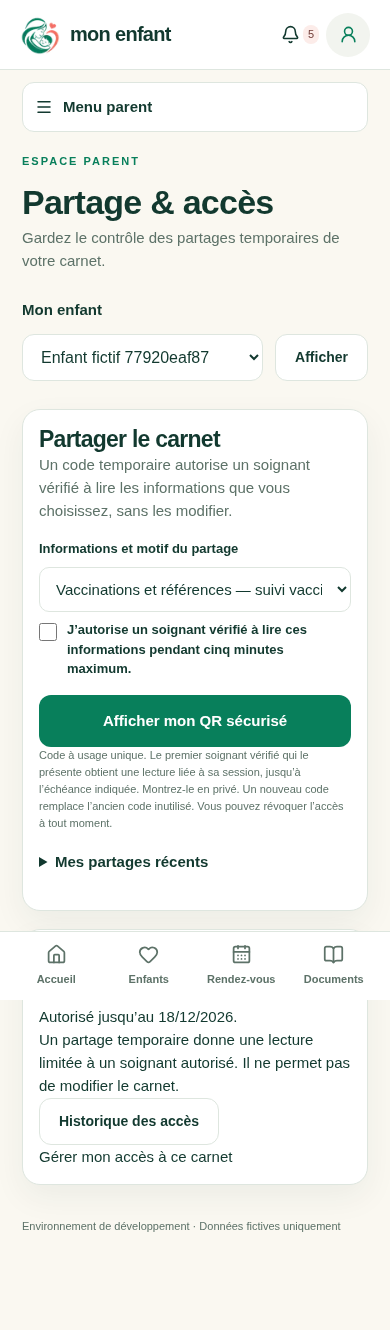 mon enfant
5
Menu parent
ESPACE PARENT
Partage & accès
Gardez le contrôle des partages temporaires de
votre carnet.
Mon enfant
Enfant fictif 77920eaf87
Afficher
Partager le carnet
Un code temporaire autorise un soignant
vérifié à lire les informations que vous
choisissez, sans les modifier.
Informations et motif du partage
Vaccinations et références — suivi vacci
J’autorise un soignant vérifié à lire ces
informations pendant cinq minutes
maximum.
Afficher mon QR sécurisé
Code à usage unique. Le premier soignant vérifié qui le
présente obtient une lecture liée à sa session, jusqu’à
l’échéance indiquée. Montrez-le en privé. Un nouveau code
remplace l’ancien code inutilisé. Vous pouvez révoquer l’accès
à tout moment.
Mes partages récents
Accueil
Enfants
Rendez-vous
Documents
Autorisé jusqu’au 18/12/2026.
Un partage temporaire donne une lecture
limitée à un soignant autorisé. Il ne permet pas
de modifier le carnet.
Historique des accès
Gérer mon accès à ce carnet
Environnement de développement · Données fictives uniquement